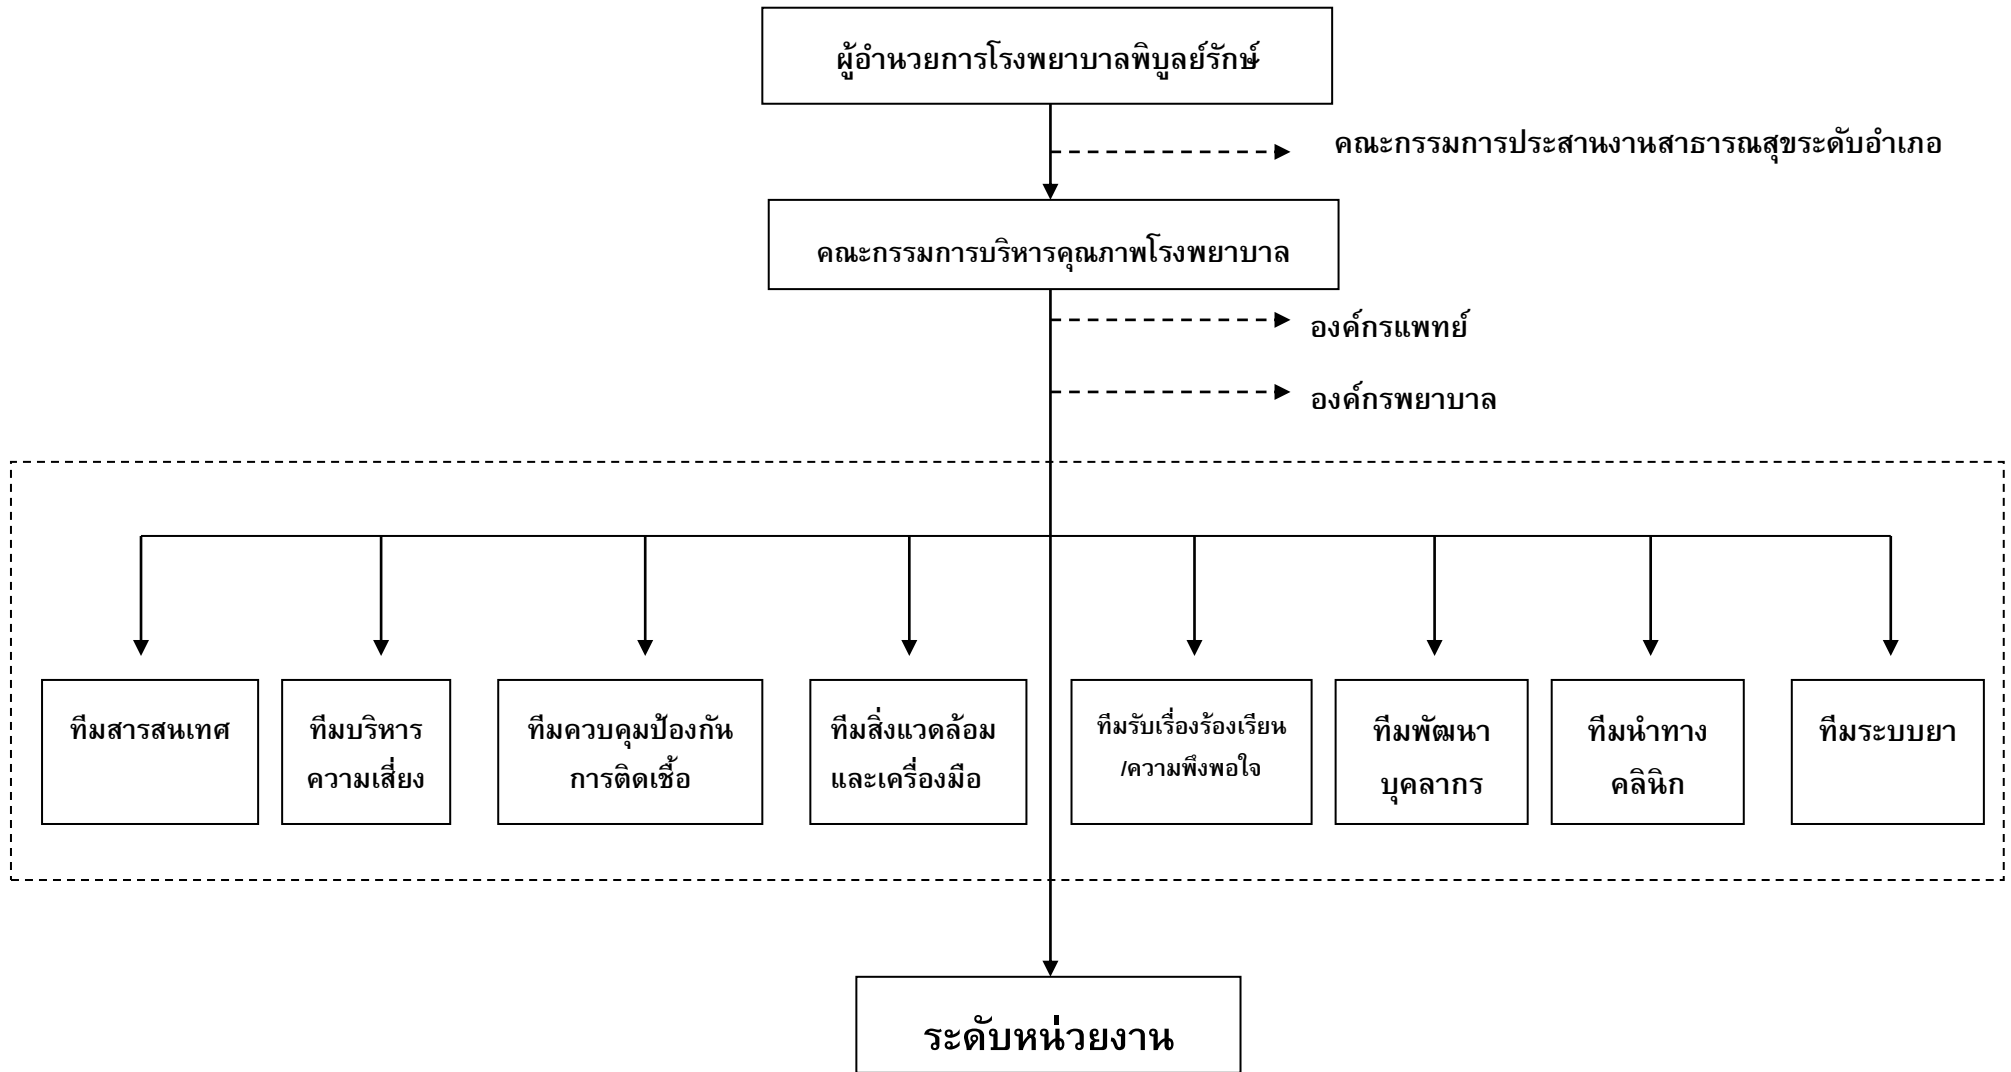 ผู้อำนวยการโรงพยาบาลพิบูลย์รักษ์
คณะกรรมการประสานงานสาธารณสุขระดับอำเภอ
คณะกรรมการบริหารคุณภาพโรงพยาบาล
องค์กรแพทย์
องค์กรพยาบาล
ทีมสารสนเทศ
ทีมบริหาร
ความเสี่ยง
ทีมควบคุมป้องกัน
การติดเชื้อ
ทีมสิ่งแวดล้อม
และเครื่องมือ
ทีมรับเรื่องร้องเรียน
/ความพึงพอใจ
ทีมพัฒนา
บุคลากร
ทีมนำทาง
คลินิก
ทีมระบบยา
ระดับหน่วยงาน